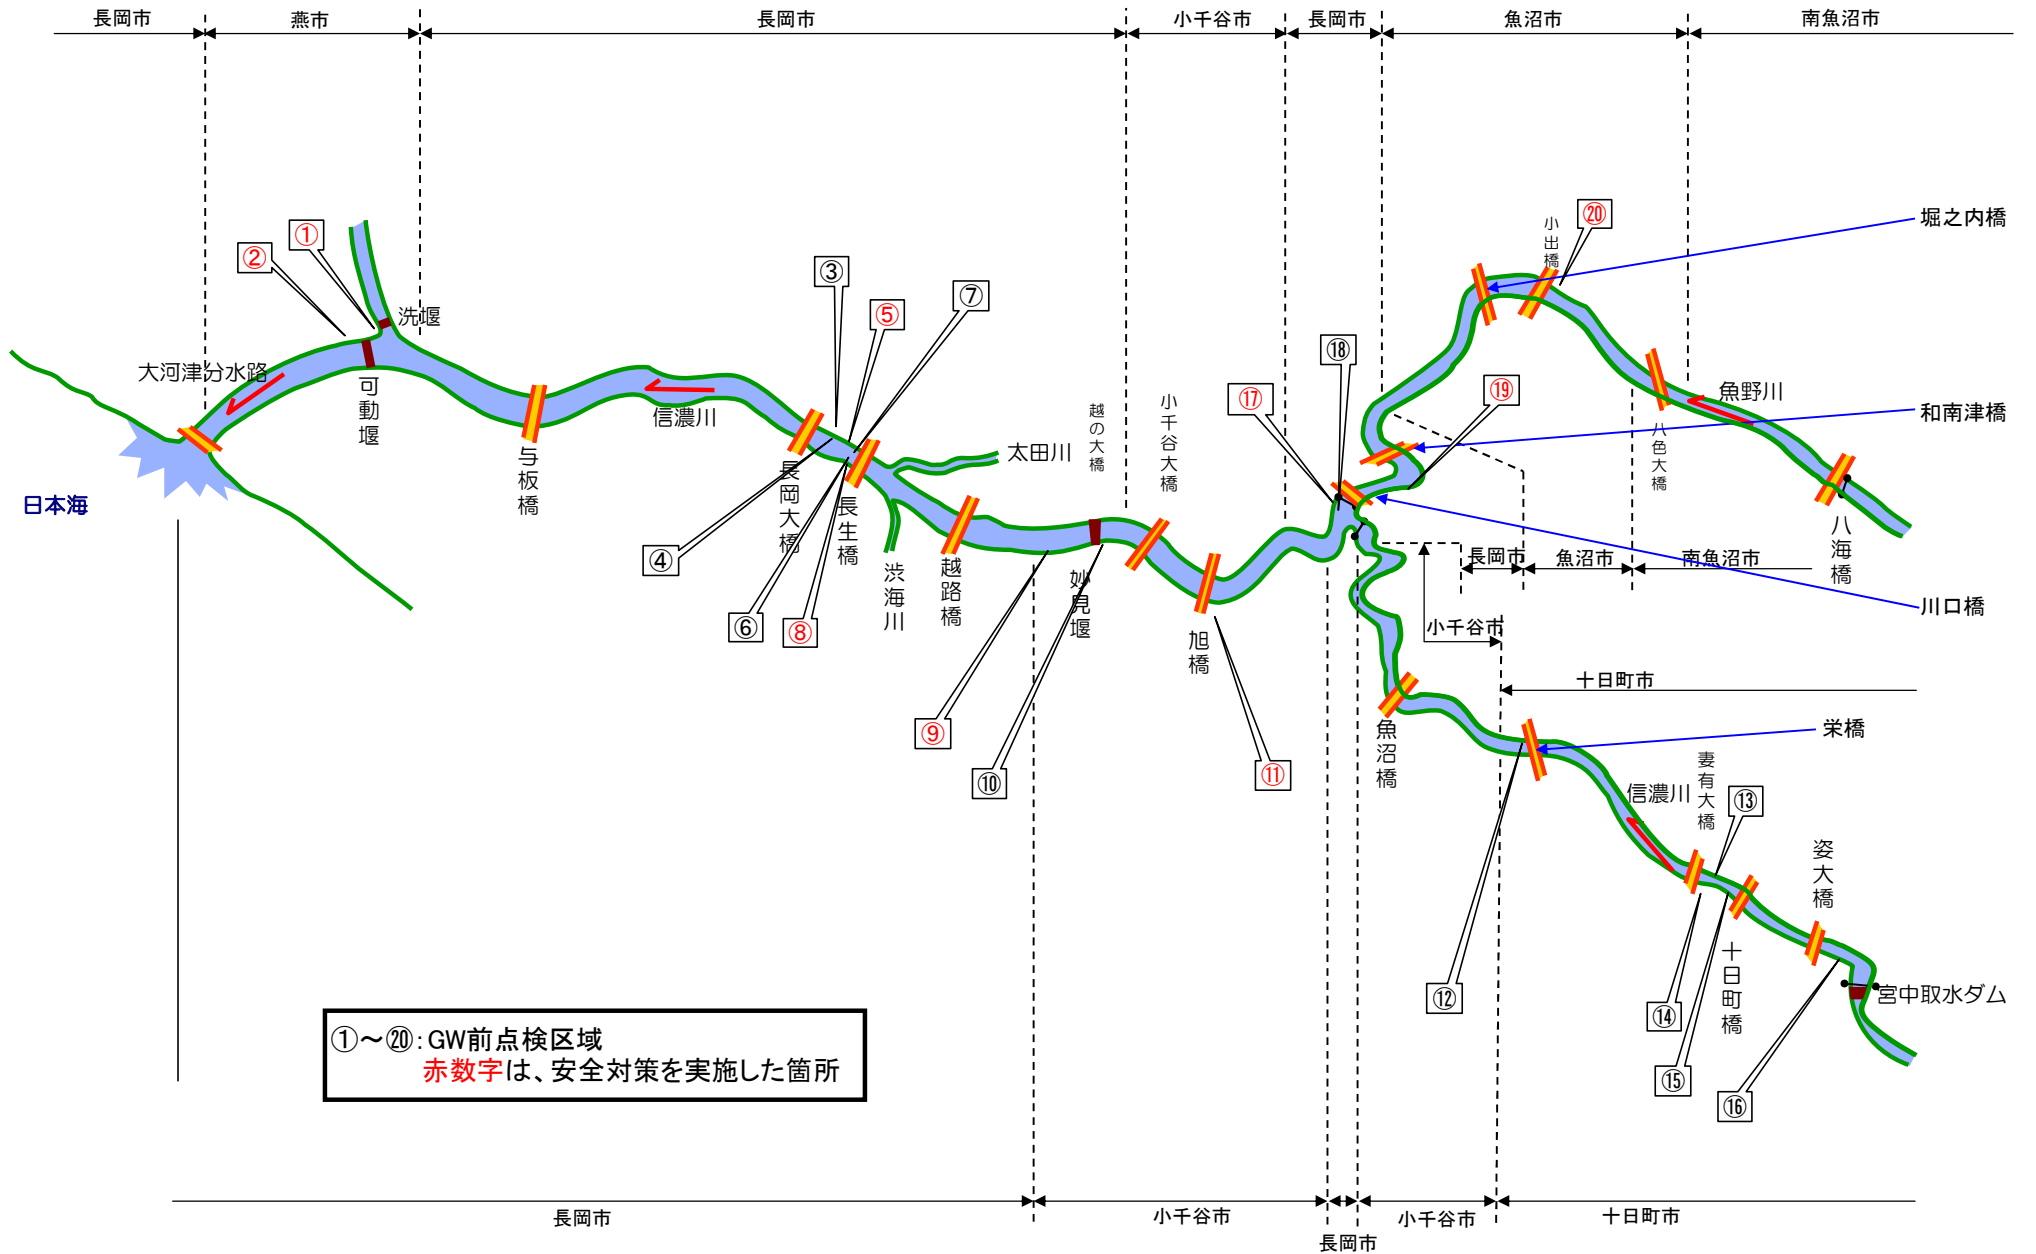 長岡市
燕市
長岡市
小千谷市
長岡市
魚沼市
南魚沼市
堀之内橋
小出橋
⑳
①
②
③
⑤
⑦
洗堰
⑱
大河津分水路
可動堰
信濃川
⑰
⑲
魚野川
和南津橋
越の大橋
小千谷大橋
八色大橋
太田川
与板橋
長岡大橋
長生橋
日本海
④
渋海川
越路橋
妙見堰
八海橋
長岡市
魚沼市
南魚沼市
川口橋
⑥
⑧
旭橋
小千谷市
十日町市
⑨
⑩
⑪
魚沼橋
栄橋
信濃川
妻有大橋
⑬
姿大橋
⑫
⑭
十日町橋
宮中取水ダム
⑮
⑯
①～⑳：GW前点検区域
赤数字は、安全対策を実施した箇所
長岡市
小千谷市
長岡市
小千谷市
十日町市